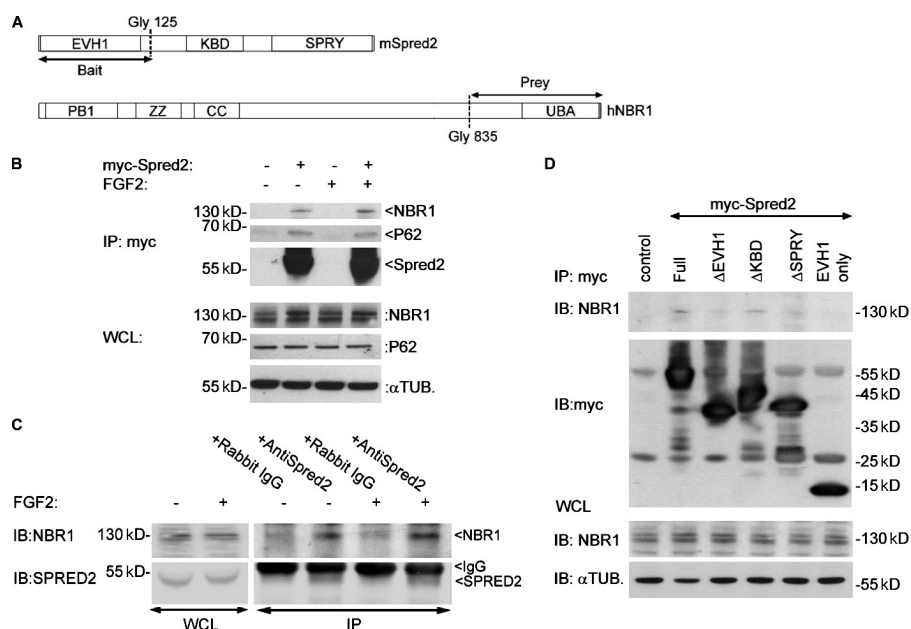 A
Gly 125
EVH1 KBD SPRY mSpred2
Bait
Prey
PB1 ZZ CC UBA hNBR1
Gly 835
B
myc-Spred2: - + - +
FGF2: - - + +
130 kD- <NBR1
70 kD-
IP: myc <P62
55 kD- <Spred2
130 kD- :NBR1
WCL: 70 kD-
:P62
55 kD- :αTUB.
C
+Rabbit IgG +AntiSpred2 +Rabbit IgG +AntiSpred2
FGF2: - + - - + +
IB:NBR1 130 kD- <NBR1
IB:SPRED2 55 kD- <IgG
<SPRED2
WCL IP
D
myc-Spred2
IP: myc control Full ΔEVH1 ΔKBD ΔSPRY EVH1 only
IB: NBR1 -130 kD
-55 kD
-45 kD
IB:myc
-35 kD
-25 kD
-15 kD
WCL
IB: NBR1 -130 kD
IB: αTUB. -55 kD